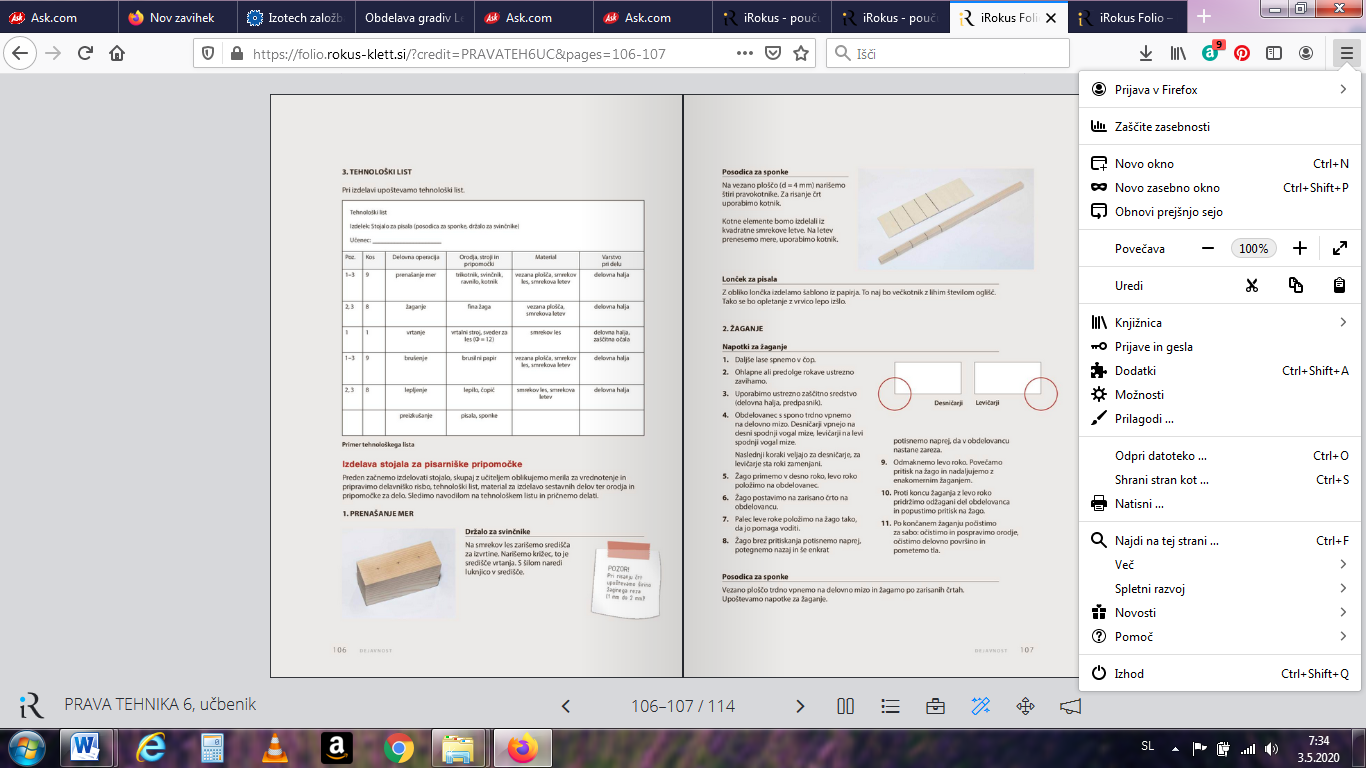 Ask.com
Nov zavihek
Izotech založb
Obdelava gradiv Le
Ask.com
Ask.com
iRokus - pouč
iRokus - pouč
iRokus Folio
iRokus Folio –
https://folio.rokus-klett.si/?credit=PRAVATEH6UC&pages=106-107
Išči
9
3. TEHNOLOŠKI LIST
Pri izdelavi upoštevamo tehnološki list.
Tehnološki list
Izdelek: Stojalo za pisala (posodica za sponke, držalo za svinčnike)
Učenec:
Poz. Kos Delovna operacija Orodja, stroji in pripomočki Material Varstvo pri delu
1–3 9 prenašanje mer trikotnik, svinčnik, ravnilo, kotnik vezana plošča, smrekov les, smrekova letev delovna halja
2, 3 8 žaganje fina žaga vezana plošča, smrekova letev delovna halja
1 1 vrtanje vrtalni stroj, sveder za les (Φ = 12) smrekov les delovna halja, zaščitna očala
1–3 9 brušenje brusilni papir vezana plošča, smrekov les, smrekova letev delovna halja
2, 3 8 lepljenje lepilo, čopič smrekov les, smrekova letev delovna halja
preizkušanje pisala, sponke
Primer tehnološkega lista
Izdelava stojala za pisarniške pripomočke
Preden začnemo izdelovati stojalo, skupaj z učiteljem oblikujemo merila za vrednotenje in
pripravimo delavniško risbo, tehnološki list, material za izdelavo sestavnih delov ter orodja in
pripomočke za delo. Sledimo navodilom na tehnološkem listu in pričnemo delati.
1. PRENAŠANJE MER
Držalo za svinčnike
Na smrekov les zarišemo središča
za izvrtine. Narišemo križec, to je
središče vrtanja. S šilom naredi
luknjico v središče.
POZOR!
Pri risanju črt
upoštevamo širino
žaginega reza
(1 mm do 2 mm)!
106 DEJAVNOST
Posodica za sponke
Na vezano ploščo (d = 4 mm) narišemo
štiri pravokotnike. Za risanje črt
uporabimo kotnik.
Kotne elemente bomo izdelali iz
kvadratne smrekove letve. Na letev
prenesemo mere, uporabimo kotnik.
Lonček za pisala
Z obliko lončka izdelamo šablono iz papirja. To naj bo večkotnik z lihim številom oglišč.
Tako se bo opletanje z vrvico lepo izšlo.
2. ŽAGANJE
Napotki za žaganje
1. Daljše lase spnemo v čop.
2. Ohlapne ali predolge rokave ustrezno
zavihamo.
3. Uporabimo ustrezno zaščitno sredstvo
(delovna halja, predpasnik).
4. Obdelovanec s spono trdno vpnemo
na delovno mizo. Desničarji vpnejo na
desni spodnji vogal mize, levičarji na levi
spodnji vogal mize.
Naslednji koraki veljajo za desničarje, za
levičarje sta roki zamenjani.
5. Žago primemo v desno roko, levo roko
položimo na obdelovanec.
6. Žago postavimo na zarisano črto na
obdelovancu.
7. Palec leve roke položimo na žago tako,
da jo pomaga voditi.
8. Žago brez pritiskanja potisnemo naprej,
potegnemo nazaj in še enkrat
Desničarji Levičarji
potisnemo naprej, da v obdelovancu
nastane zareza.
9. Odmaknemo levo roko. Povečamo
pritisk na žago in nadaljujemo z
enakomernim žaganjem.
10. Proti koncu žaganja z levo roko
pridržimo odžagani del obdelovanca
in popustimo pritisk na žago.
11. Po končanem žaganju počistimo
za sabo: očistimo in pospravimo orodje,
očistimo delovno površino in
pometemo tla.
Posodica za sponke
Vezano ploščo trdno vpnemo na delovno mizo in žagamo po zarisanih črtah.
Upoštevamo napotke za žaganje.
DEJAVNOST 107
Prijava v Firefox
Zaščite zasebnosti
Novo okno Ctrl+N
Novo zasebno okno Ctrl+Shift+P
Obnovi prejšnjo sejo
Povečava 100%
Uredi
Knjižnica
Prijave in gesla
Dodatki Ctrl+Shift+A
Možnosti
Prilagodi ...
Odpri datoteko ... Ctrl+O
Shrani stran kot ... Ctrl+S
Natisni ...
Najdi na tej strani ... Ctrl+F
Več
Spletni razvoj
Novosti
Pomoč
Izhod Ctrl+Shift+Q
iR PRAVA TEHNIKA 6, učbenik
106–107 / 114
SL
7:34
3.5.2020